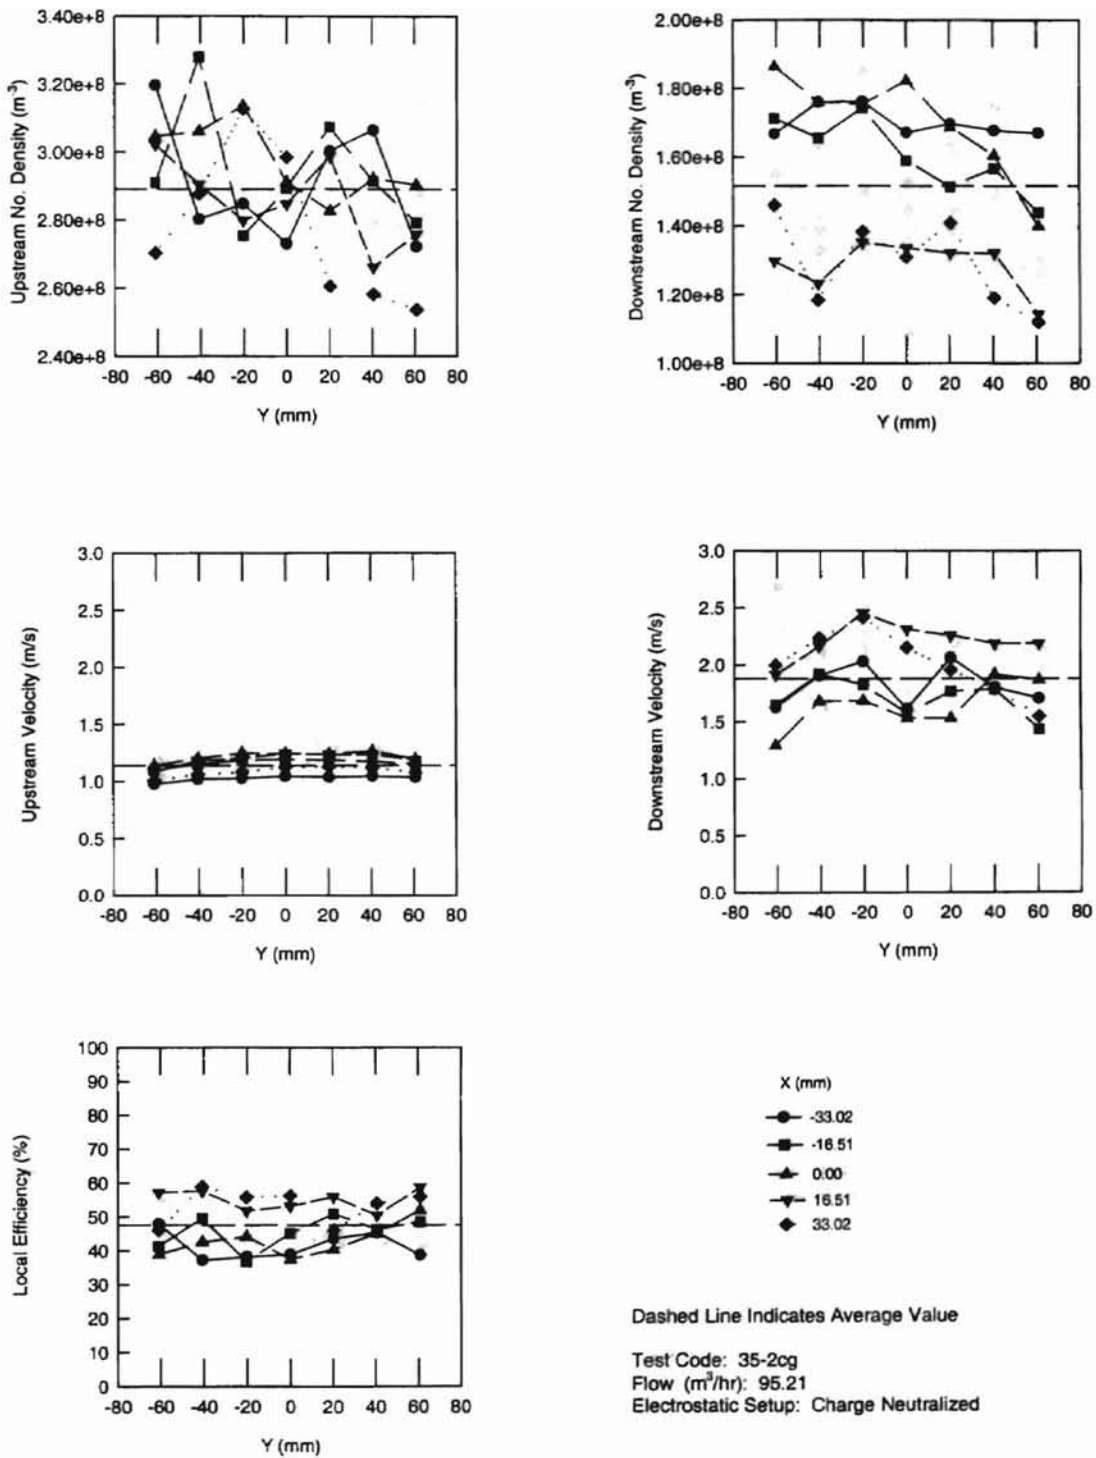 3.40e+8
3.20e+8
3.00e+8
2.80e+8
2.60e+8
2.40e+8
Upstream No. Density (m-3)
-80 -60 -40 -20 0 20 40 60 80
Y (mm)
2.00e+8
1.80e+8
1.60e+8
1.40e+8
1.20e+8
1.00e+8
Downstream No. Density (m-3)
-80 -60 -40 -20 0 20 40 60 80
Y (mm)
3.0
2.5
2.0
1.5
1.0
0.5
0.0
Upstream Velocity (m/s)
-80 -60 -40 -20 0 20 40 60 80
Y (mm)
3.0
2.5
2.0
1.5
1.0
0.5
0.0
Downstream Velocity (m/s)
-80 -60 -40 -20 0 20 40 60 80
Y (mm)
100
90
80
70
60
50
40
30
20
10
0
Local Efficiency (%)
-80 -60 -40 -20 0 20 40 60 80
Y (mm)
X (mm)
-33.02
-16.51
0.00
16.51
33.02
Dashed Line Indicates Average Value
Test Code: 35-2cg
Flow (m3/hr): 95.21
Electrostatic Setup: Charge Neutralized